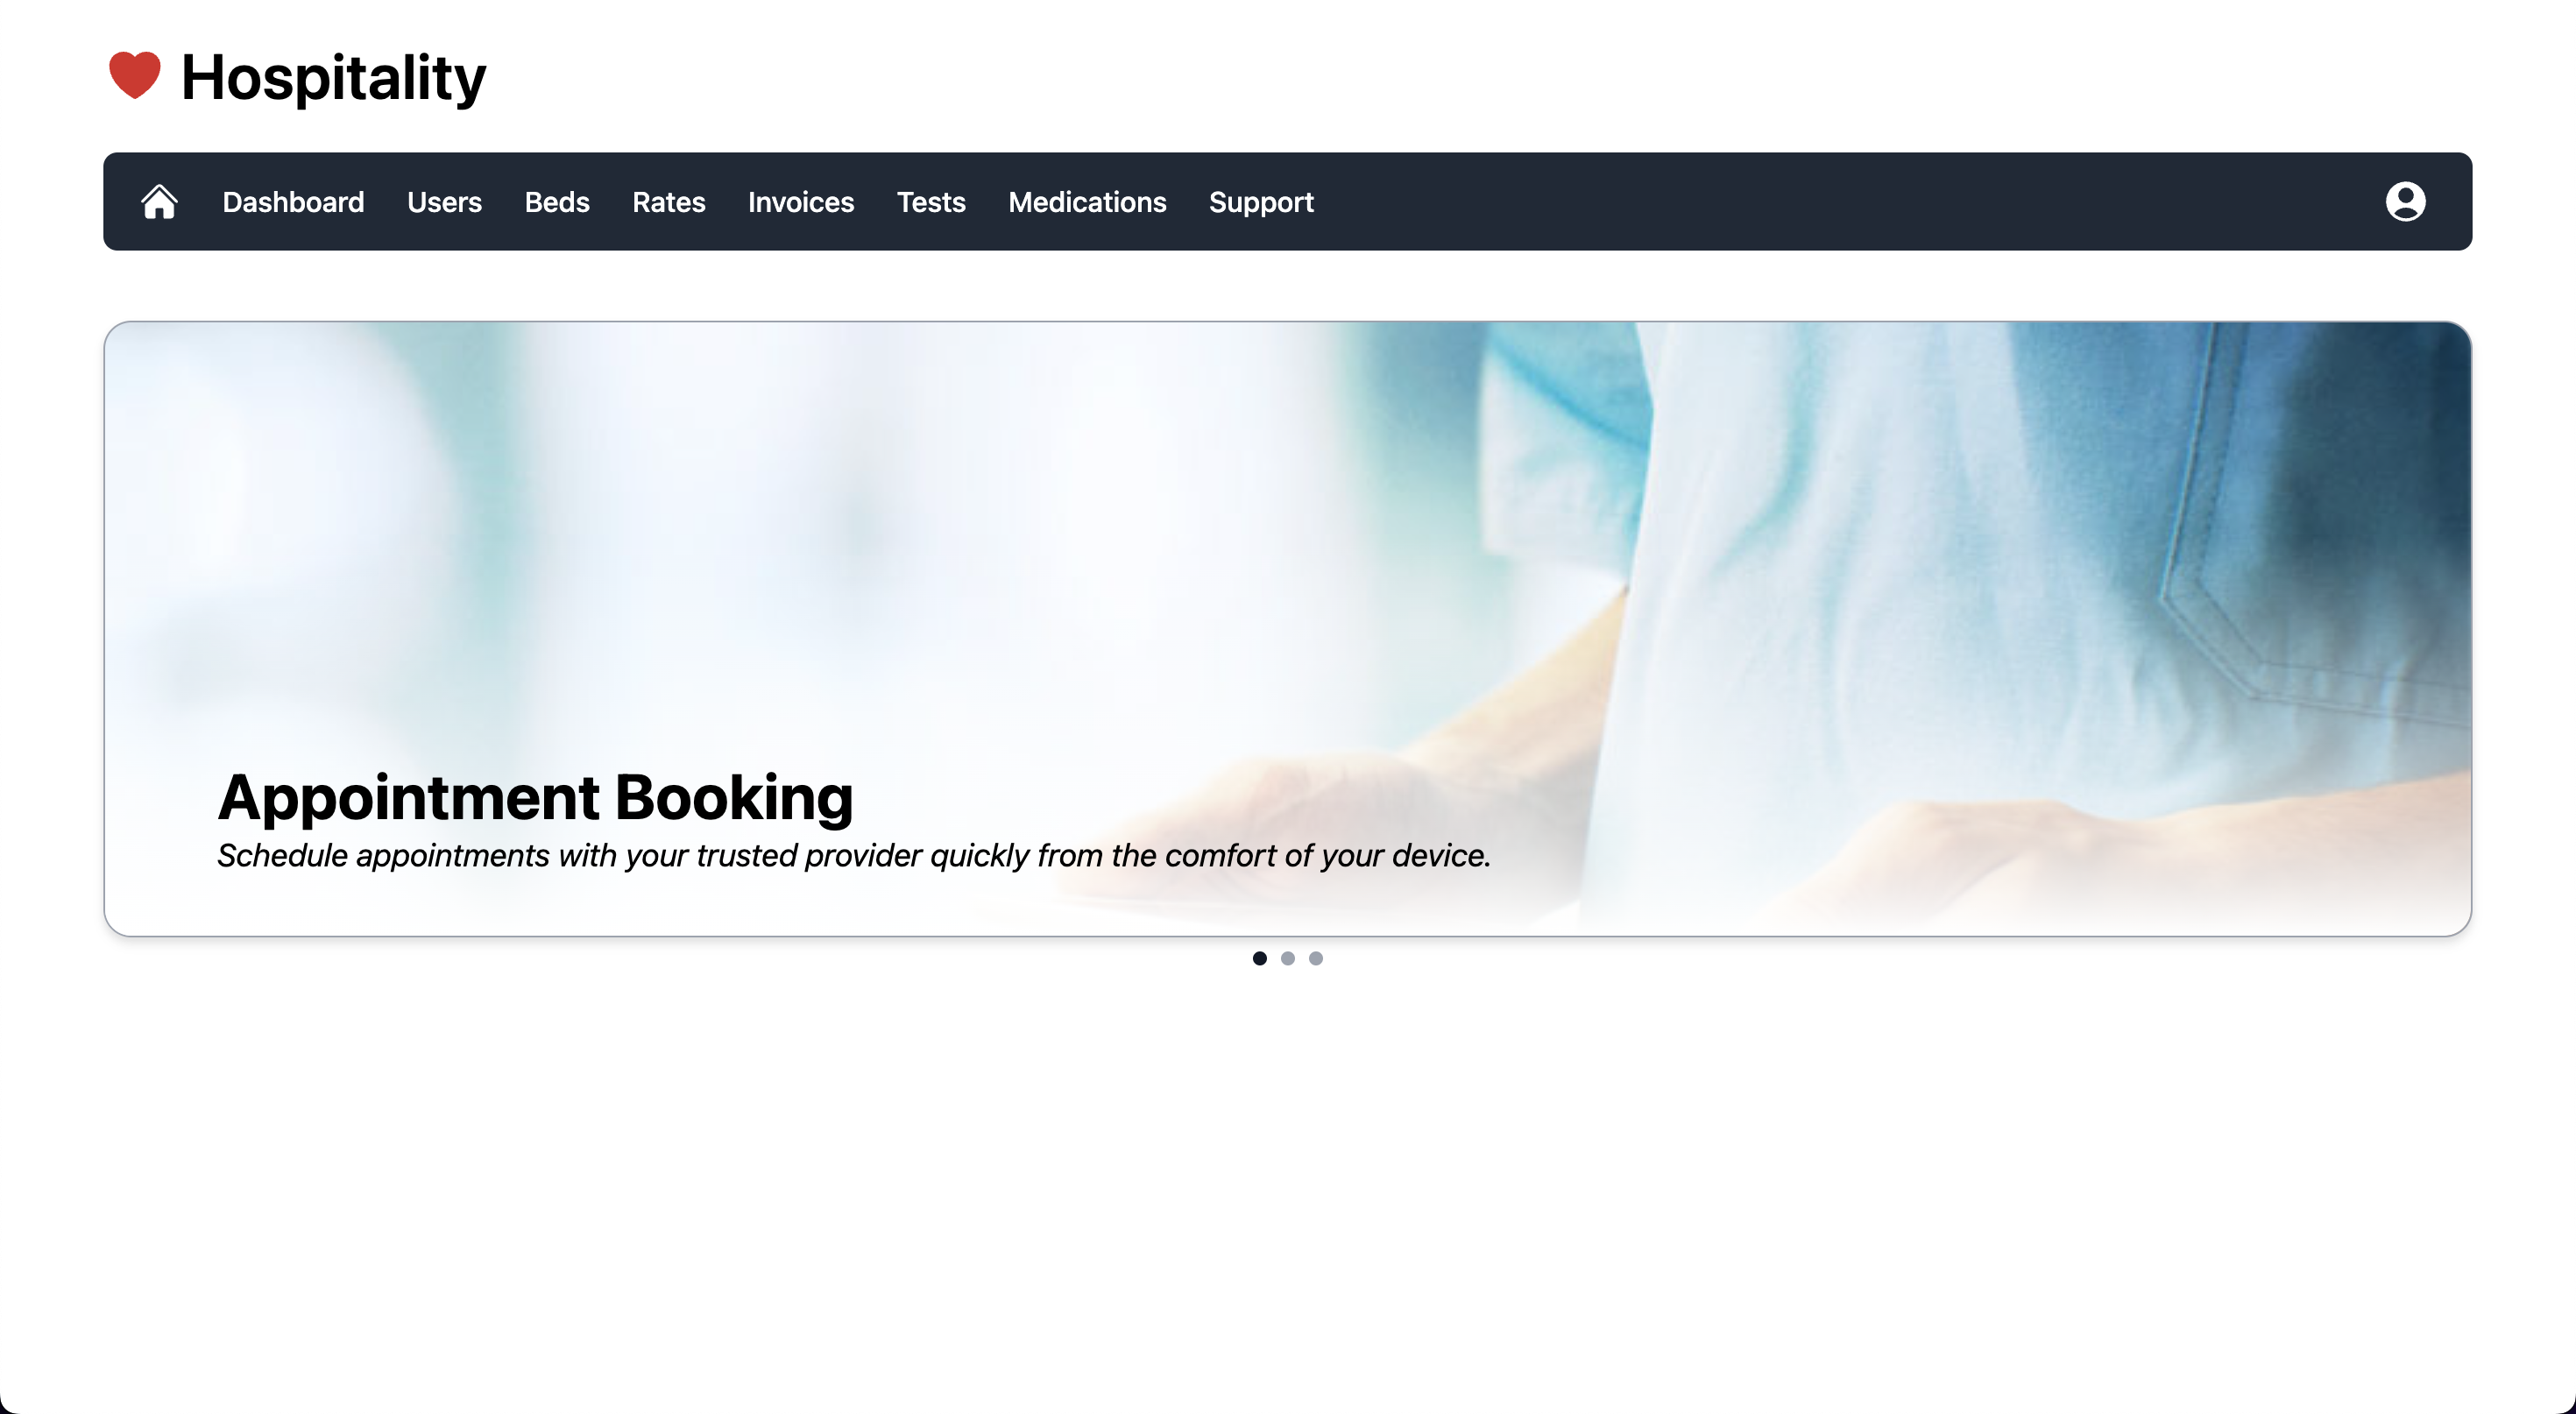 Hospitality
Dashboard Users Beds Rates Invoices Tests Medications Support
Appointment Booking
Schedule appointments with your trusted provider quickly from the comfort of your device.